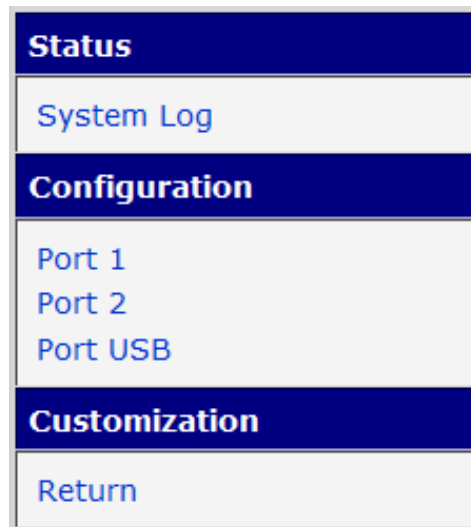 Status
System Log
Configuration
Port 1
Port 2
Port USB
Customization
Return